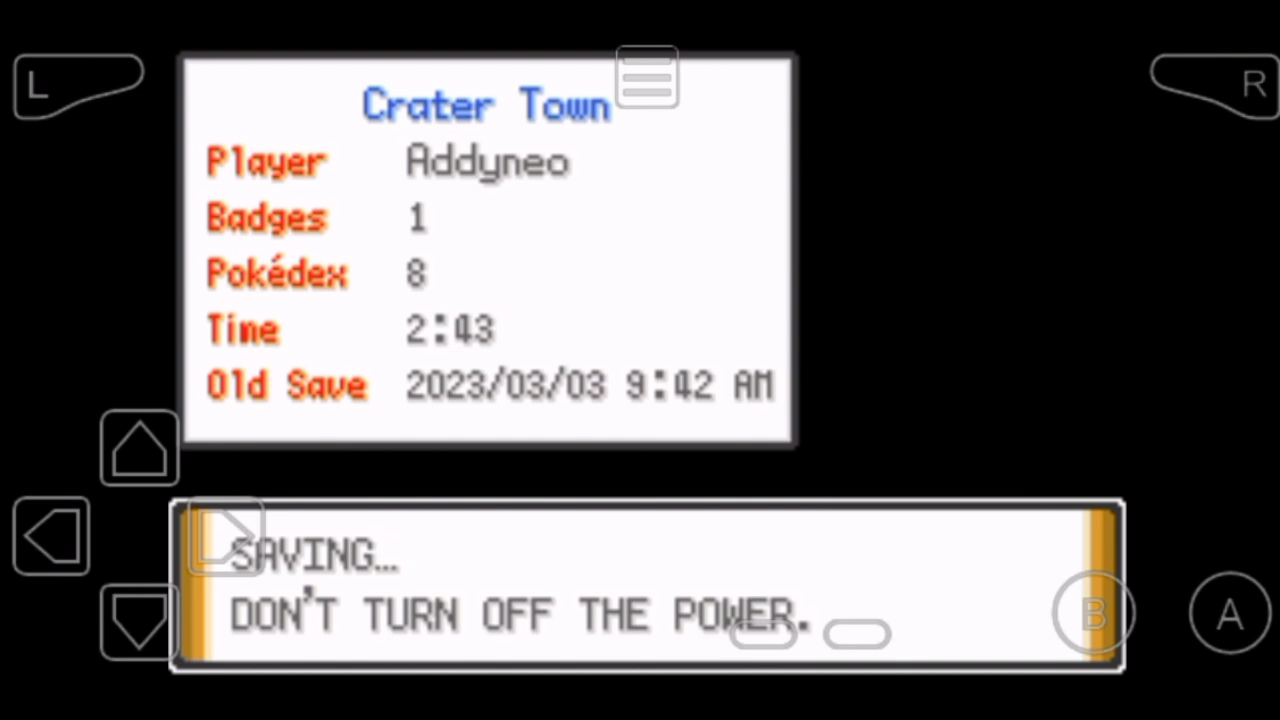 L
R
Crater Town
Player Addyneo
Badges 1
Pokédex 8
Time 2:43
Old Save 2023/03/03 9:42 AM
SAVING…
DON'T TURN OFF THE POWER.
B
A